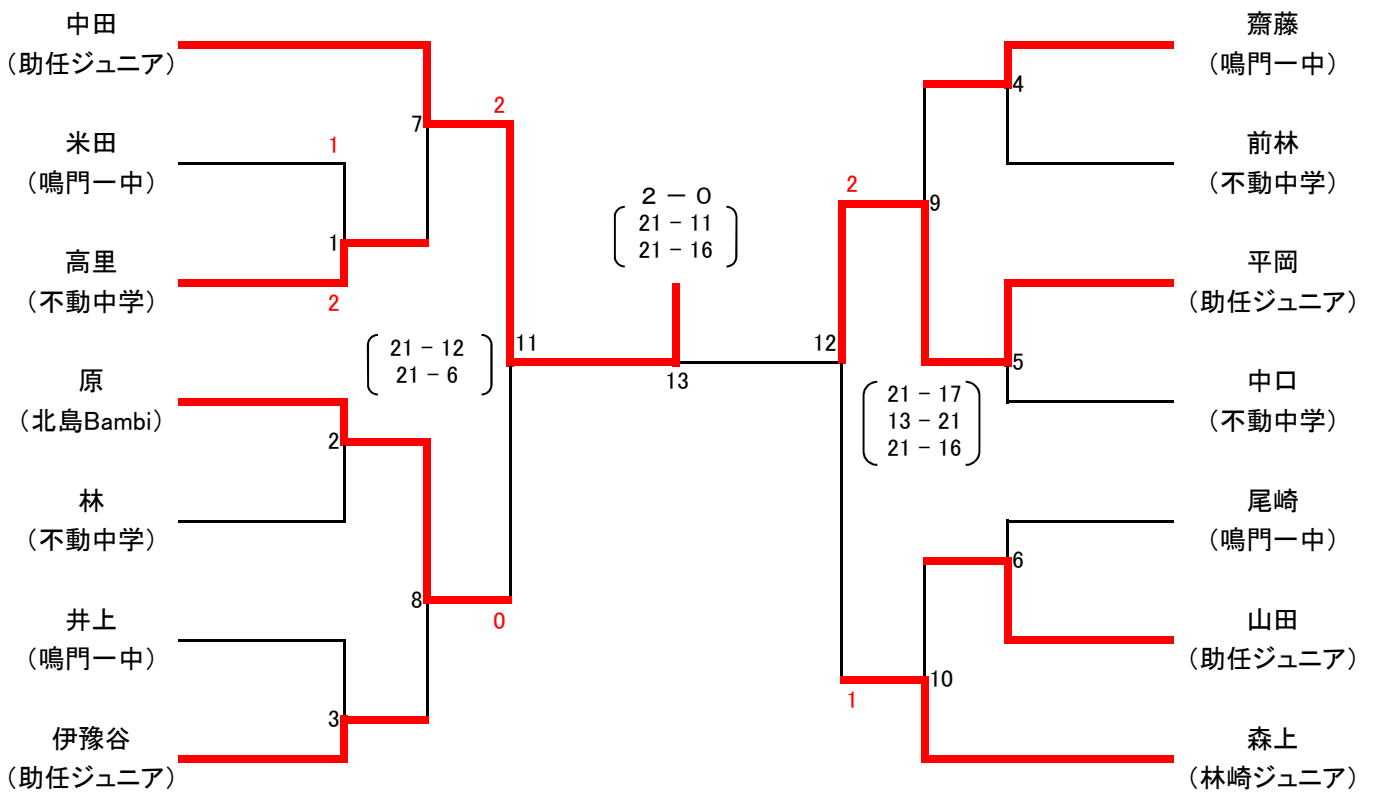 中田
(助任ジュニア)
米田
(鳴門一中)
高里
(不動中学)
原
(北島Bambi)
林
(不動中学)
井上
(鳴門一中)
伊豫谷
(助任ジュニア)
1
1
2
2
3
7
8
2
0
11
21 − 12
21 − 6
2 − 0
21 − 11
21 − 16
13
12
2
1
21 − 17
13 − 21
21 − 16
9
10
4
5
6
齋藤
(鳴門一中)
前林
(不動中学)
平岡
(助任ジュニア)
中口
(不動中学)
尾崎
(鳴門一中)
山田
(助任ジュニア)
森上
(林崎ジュニア)